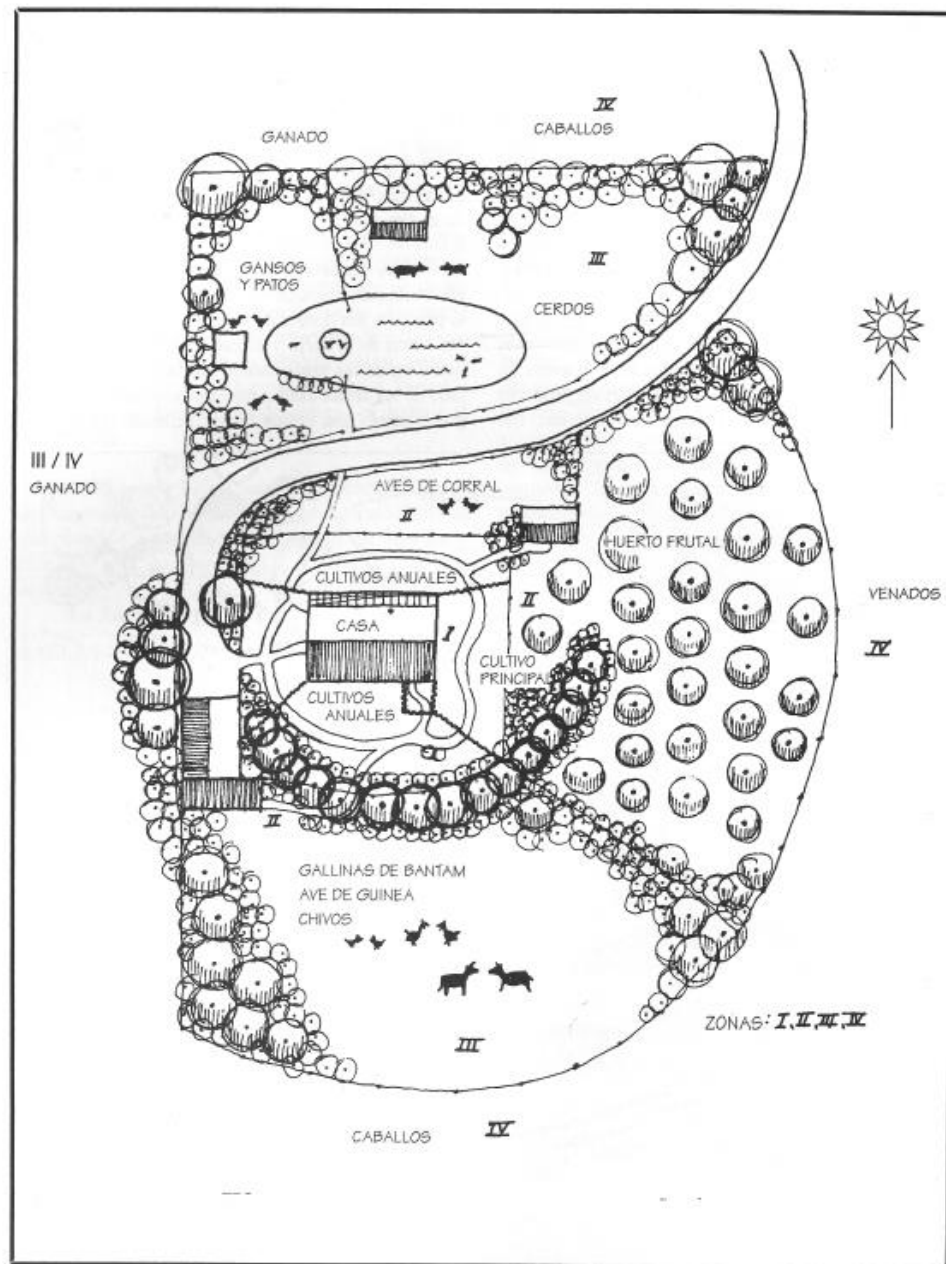 IV
GANADO
CABALLOS
GANSOS
Y PATOS
III
CERDOS
III / IV
GANADO
AVES DE CORRAL
II
HUERTO FRUTAL
CULTIVOS ANUALES
II
VENADOS
CASA
I
IV
CULTIVO
PRINCIPAL
CULTIVOS
ANUALES
II
GALLINAS DE BANTAM
AVE DE GUINEA
CHIVOS
ZONAS: I, II, III, IV
III
CABALLOS
IV